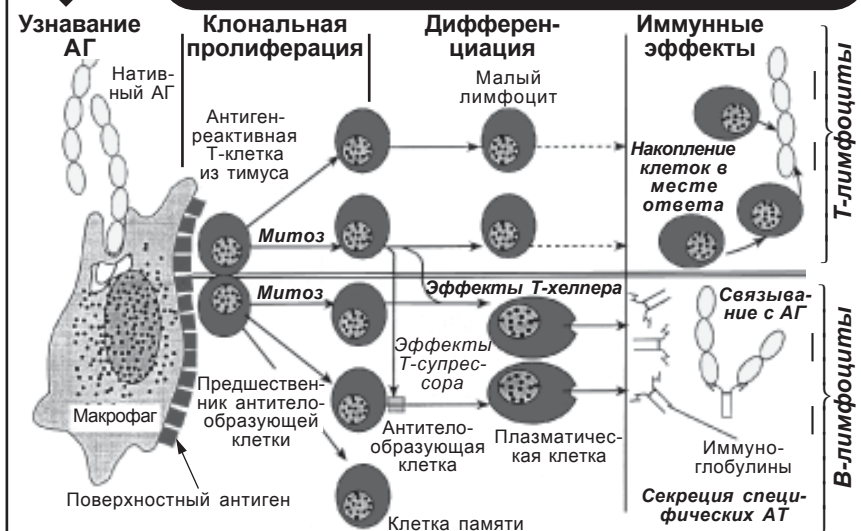 Узнавание
АГ
Клональная
пролиферация
Дифферен-
циация
Иммунные
эффекты
Натив-
ный АГ
Антиген-
реактивная
Т-клетка
из тимуса
Малый
лимфоцит
Накопление
клеток в
месте
ответа
Т-лимфоциты
Митоз
Митоз
Эффекты Т-хелпера
Эффекты
Т-супрес-
сора
Связыва-
ние с АГ
Макрофаг
Предшествен-
ник антитело-
образующей
клетки
Антитело-
образующая
клетка
Плазматичес-
кая клетка
Иммуно-
глобулины
В-лимфоциты
Поверхностный антиген
Клетка памяти
Секреция специ-
фических АТ